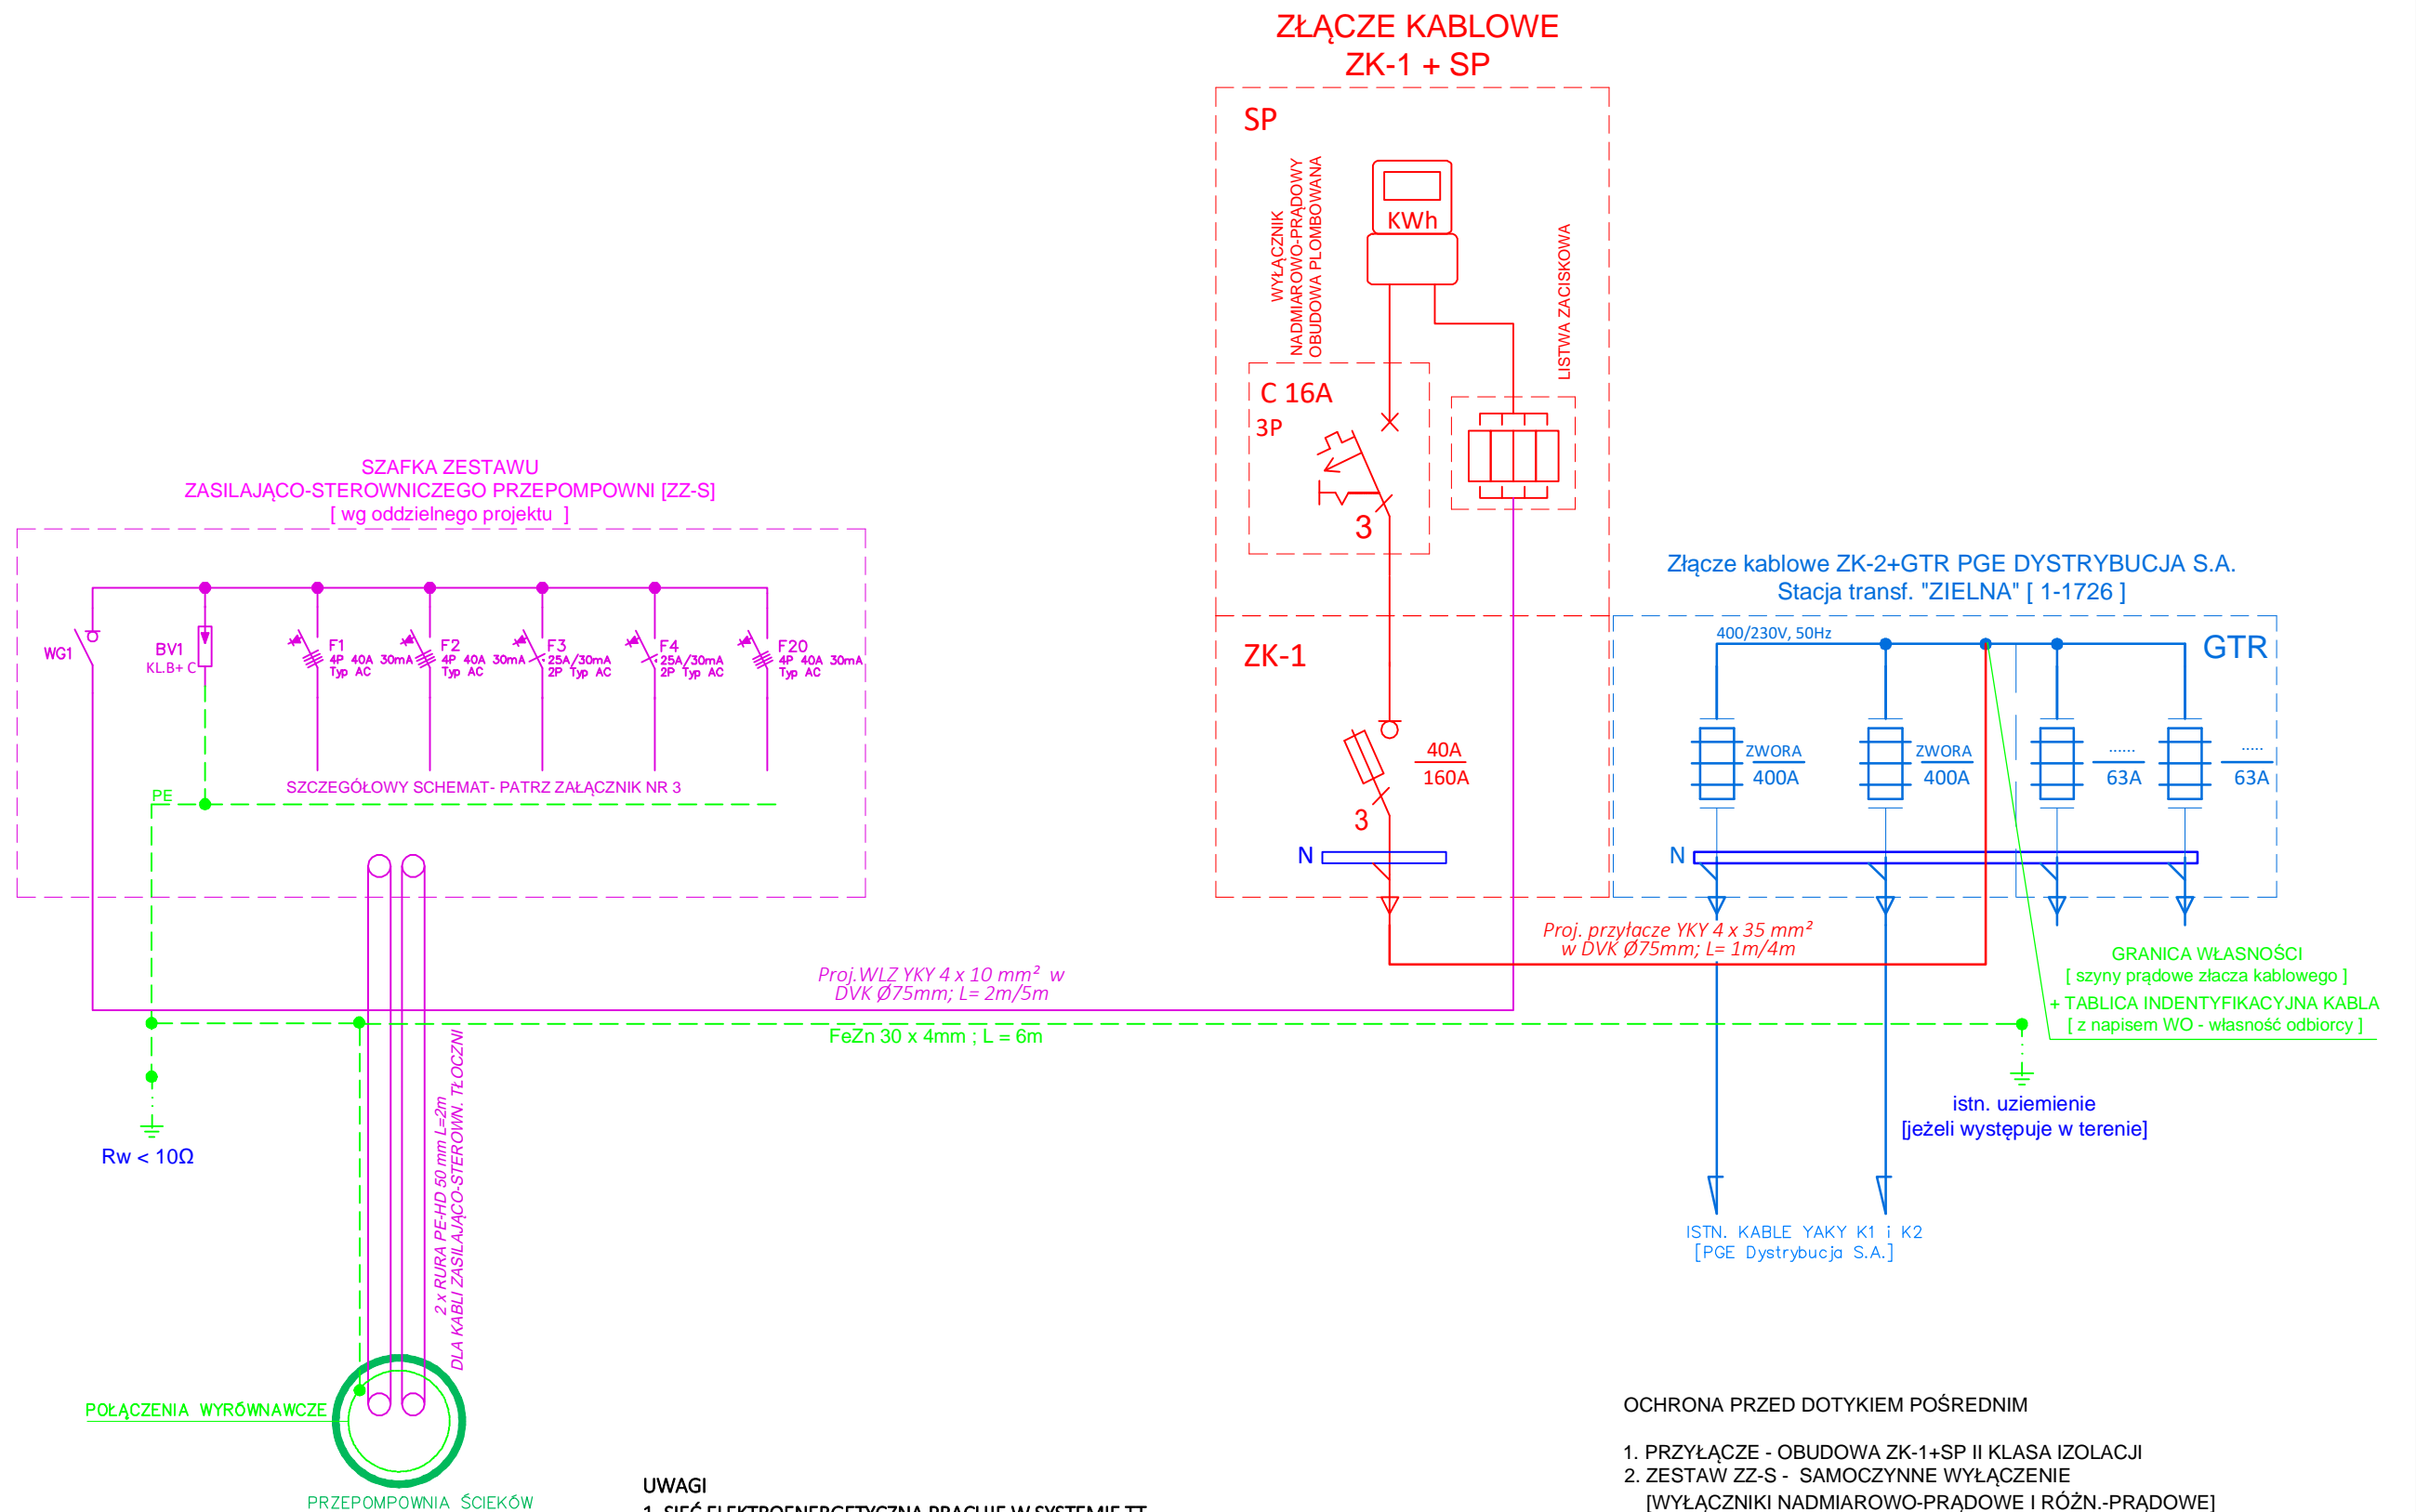 ZŁĄCZE KABLOWE
ZK-1 + SP
SP
WYŁĄCZNIK
NADMIAROWO-PRĄDOWY
OBUDOWA PLOMBOWANA
KWh
LISTWA ZACISKOWA
C 16A
3P
3
ZK-1
40A
160A
3
N
SZAFKA ZESTAWU
ZASILAJĄCO-STEROWNICZEGO PRZEPOMPOWNI [ZZ-S]
[ wg oddzielnego projektu ]
WG1
BV1
KL.B+ C
F1
4P 40A 30mA
Typ AC
F2
4P 40A 30mA
Typ AC
F3
25A/30mA
2P Typ AC
F4
25A/30mA
2P Typ AC
F20
4P 40A 30mA
Typ AC
SZCZEGÓŁOWY SCHEMAT- PATRZ ZAŁĄCZNIK NR 3
PE
Złącze kablowe ZK-2+GTR PGE DYSTRYBUCJA S.A.
Stacja transf. "ZIELNA" [ 1-1726 ]
400/230V, 50Hz
GTR
ZWORA
400A
ZWORA
400A
......
63A
.....
63A
N
Proj. przyłacze YKY 4 x 35 mm²
w DVK Ø75mm; L= 1m/4m
Proj.WLZ YKY 4 x 10 mm² w
DVK Ø75mm; L= 2m/5m
FeZn 30 x 4mm ; L = 6m
GRANICA WŁASNOŚCI
[ szyny prądowe złacza kablowego ]
+ TABLICA INDENTYFIKACYJNA KABLA
[ z napisem WO - własność odbiorcy ]
istn. uziemienie
[jeżeli występuje w terenie]
Rw < 10Ω
2 x RURA PE-HD 50 mm L=2m
DLA KABLI ZASILAJĄCO-STEROWN. TŁOCZNI
ISTN. KABLE YAKY K1 i K2
[PGE Dystrybucja S.A.]
POŁĄCZENIA WYRÓWNAWCZE
PRZEPOMPOWNIA ŚCIEKÓW
UWAGI
1. SIEĆ ELEKTROENERGETYCZNA PRACUJE W SYSTEMIE TT
OCHRONA PRZED DOTYKIEM POŚREDNIM
1. PRZYŁĄCZE - OBUDOWA ZK-1+SP II KLASA IZOLACJI
2. ZESTAW ZZ-S - SAMOCZYNNE WYŁĄCZENIE
[WYŁĄCZNIKI NADMIAROWO-PRĄDOWE I RÓŻN.-PRĄDOWE]